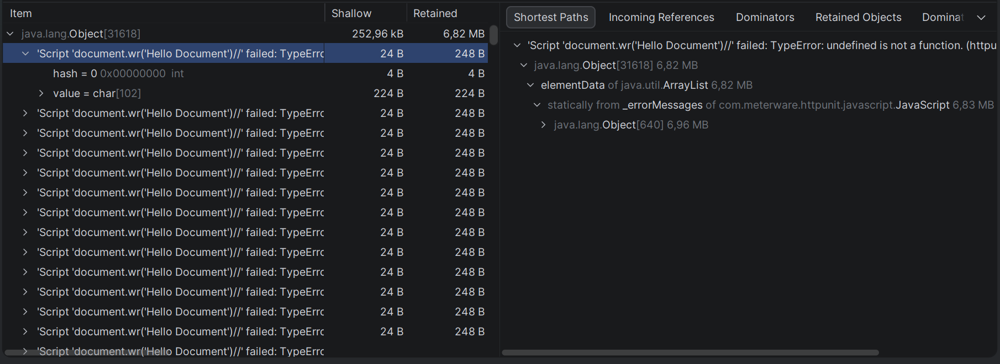 Item Shallow Retained
java.lang.Object[31618] 252,96 kB 6,82 MB
'Script 'document.wr('Hello Document')//' failed: TypeErrc 24 B 248 B
hash = 0 0x00000000 int 4 B 4 B
value = char[102] 224 B 224 B
'Script 'document.wr('Hello Document')//' failed: TypeErrc 24 B 248 B
'Script 'document.wr('Hello Document')//' failed: TypeErrc 24 B 248 B
'Script 'document.wr('Hello Document')//' failed: TypeErrc 24 B 248 B
'Script 'document.wr('Hello Document')//' failed: TypeErrc 24 B 248 B
'Script 'document.wr('Hello Document')//' failed: TypeErrc 24 B 248 B
'Script 'document.wr('Hello Document')//' failed: TypeErrc 24 B 248 B
'Script 'document.wr('Hello Document')//' failed: TypeErrc 24 B 248 B
'Script 'document.wr('Hello Document')//' failed: TypeErrc 24 B 248 B
'Script 'document.wr('Hello Document')//' failed: TypeErrc 24 B 248 B
'Script 'document.wr('Hello Document')//' failed: TypeErrc 24 B 248 B
'Script 'document.wr('Hello Document')//' failed: TypeErrc 24 B 248 B
'Script 'document.wr('Hello Document')//' failed: TypeErrc 24 B 248 B
'Script 'document.wr('Hello Document')//' failed: TypeErrc
Shortest Paths Incoming References Dominators Retained Objects Dominat
'Script 'document.wr('Hello Document')//' failed: TypeError: undefined is not a function. (httpu
java.lang.Object[31618] 6,82 MB
elementData of java.util.ArrayList 6,82 MB
statically from _errorMessages of com.meterware.httpunit.javascript.JavaScript 6,83 MB
java.lang.Object[640] 6,96 MB